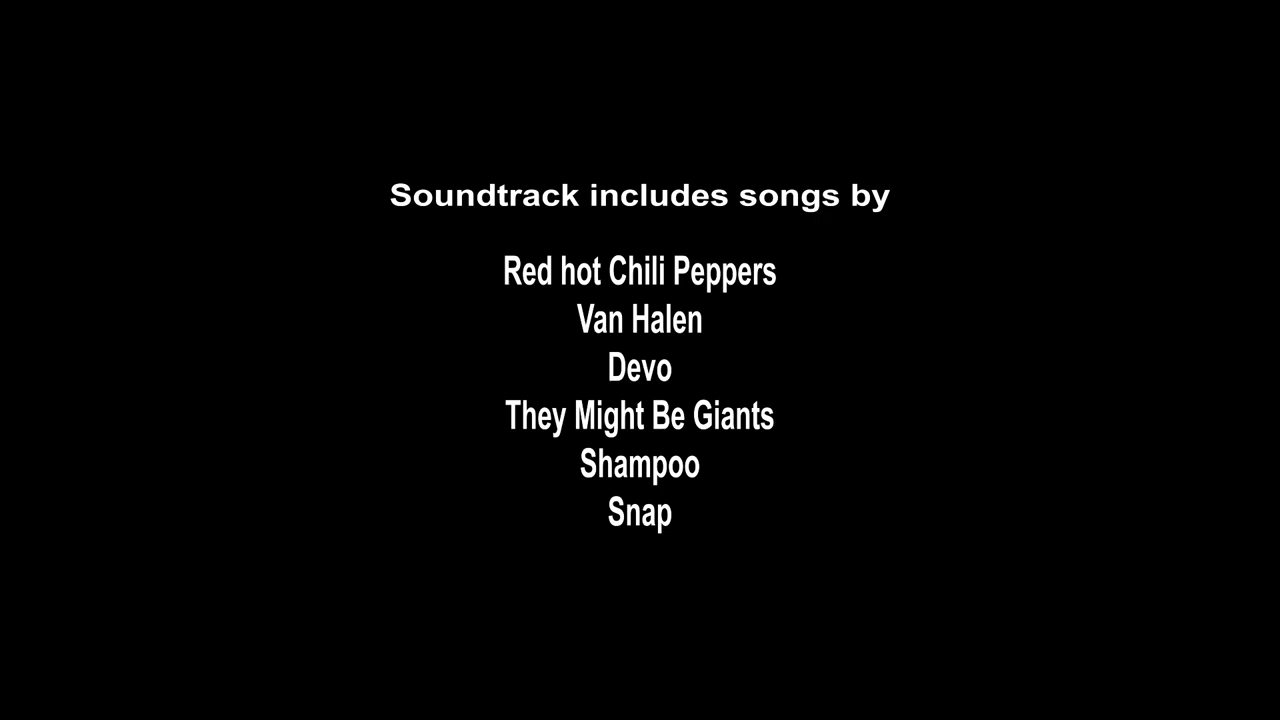 Soundtrack includes songs by
Red hot Chili Peppers
Van Halen
Devo
They Might Be Giants
Shampoo
Snap